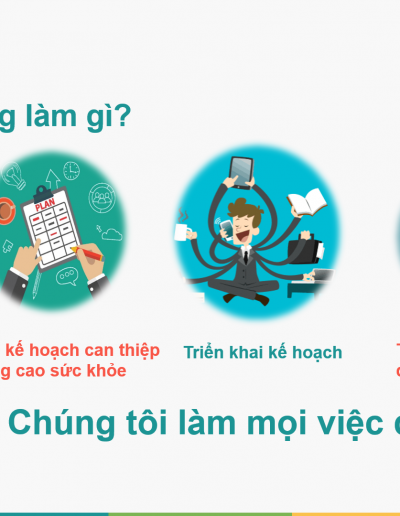 g làm gì?
PLAN
kế hoạch can thiệp
g cao sức khỏe
Triển khai kế hoạch
Chúng tôi làm mọi việc